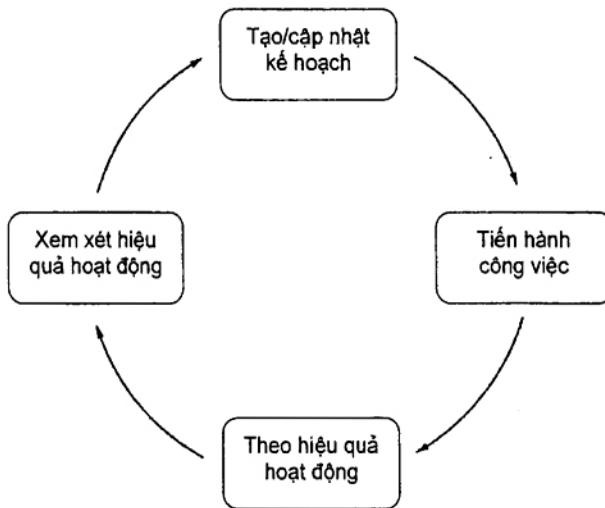 Tạo/cập nhật
kế hoạch
Xem xét hiệu
quả hoạt động
Tiến hành
công việc
Theo hiệu quả
hoạt động